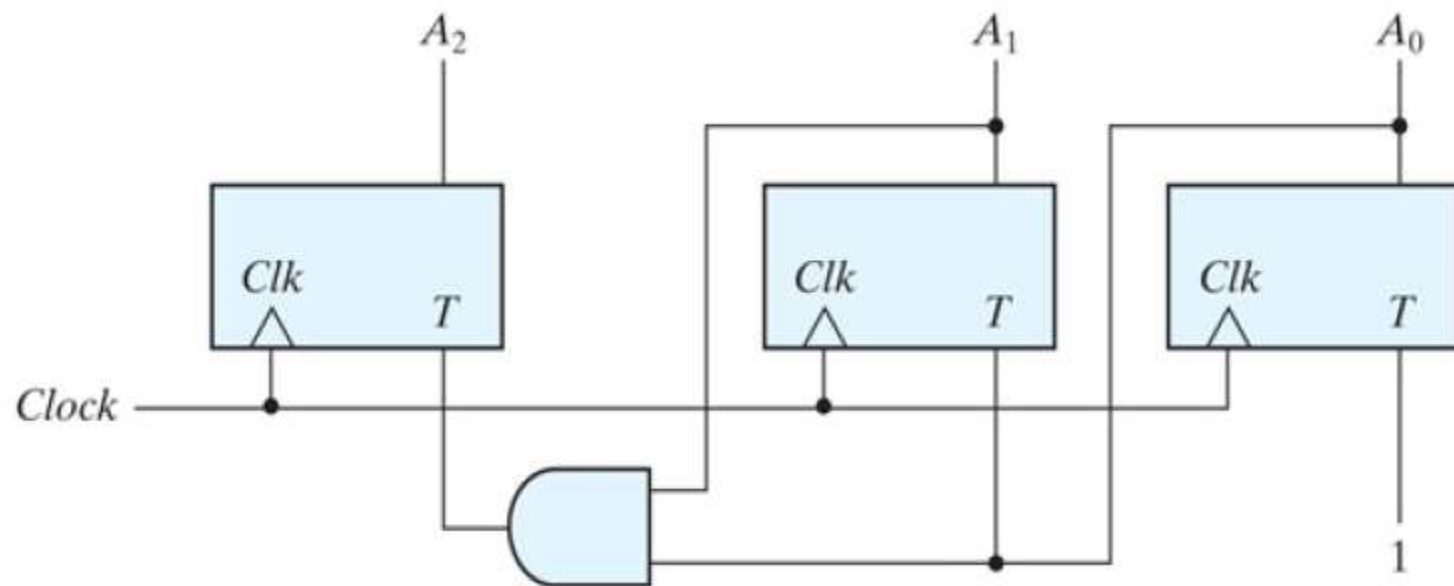 A₂ A₁ A₀
Clk Clk Clk
T T T
Clock
1